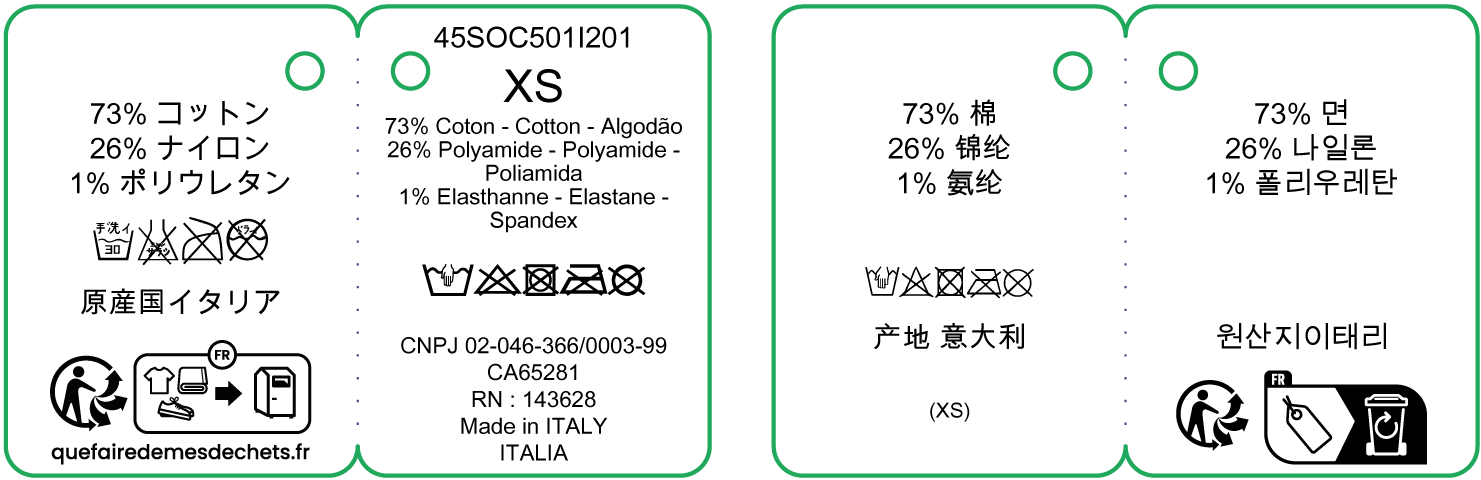 73% コットン
26% ナイロン
1% ポリウレタン
手洗イ
30
ドライ
原産国イタリア
FR
quefairedemesdechets.fr
45SOC501I201
XS
73% Coton - Cotton - Algodão
26% Polyamide - Polyamide -
Poliamida
1% Elasthanne - Elastane -
Spandex
CNPJ 02-046-366/0003-99
CA65281
RN : 143628
Made in ITALY
ITALIA
73% 棉
26% 锦纶
1% 氨纶
产地 意大利
(XS)
73% 면
26% 나일론
1% 폴리우레탄
원산지이태리
FR